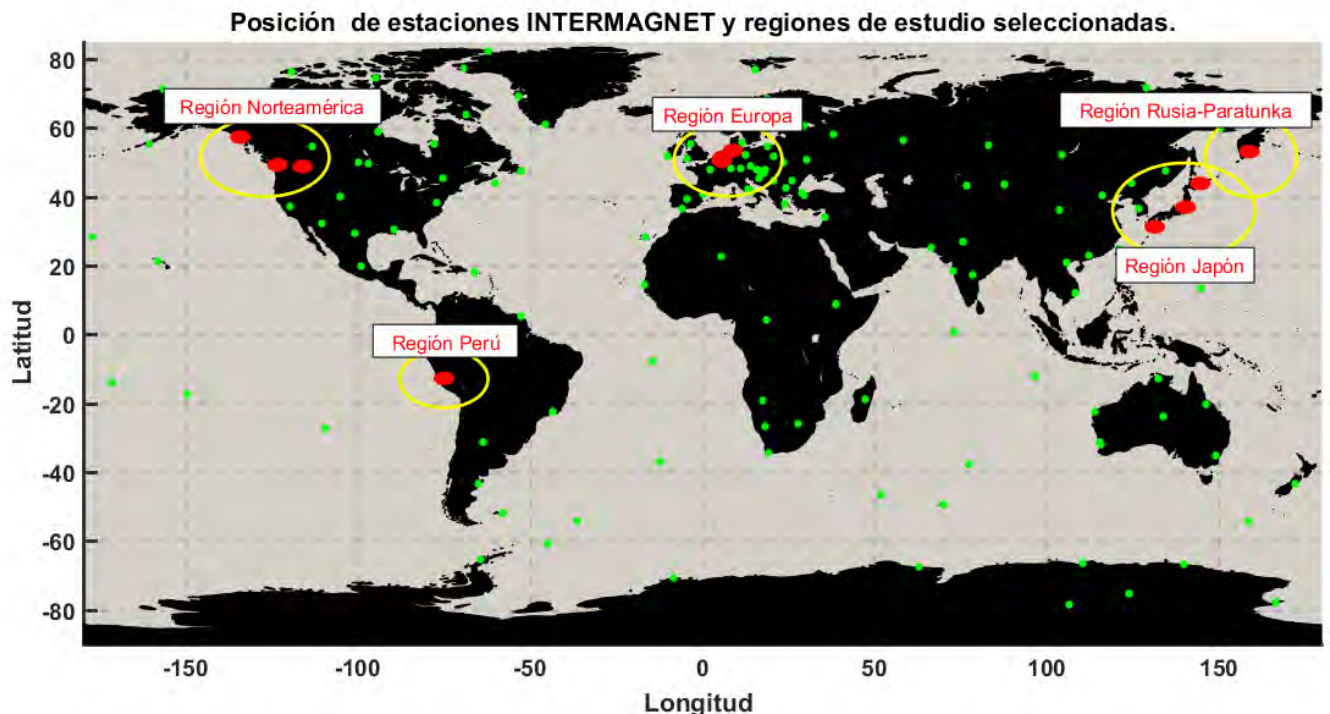 Posición de estaciones INTERMAGNET y regiones de estudio seleccionadas.
80
60
40
20
0
-20
-40
-60
-80
Latitud
Región Norteamérica
Región Europa
Región Rusia-Paratunka
Región Japón
Región Perú
-150
-100
-50
0
50
100
150
Longitud